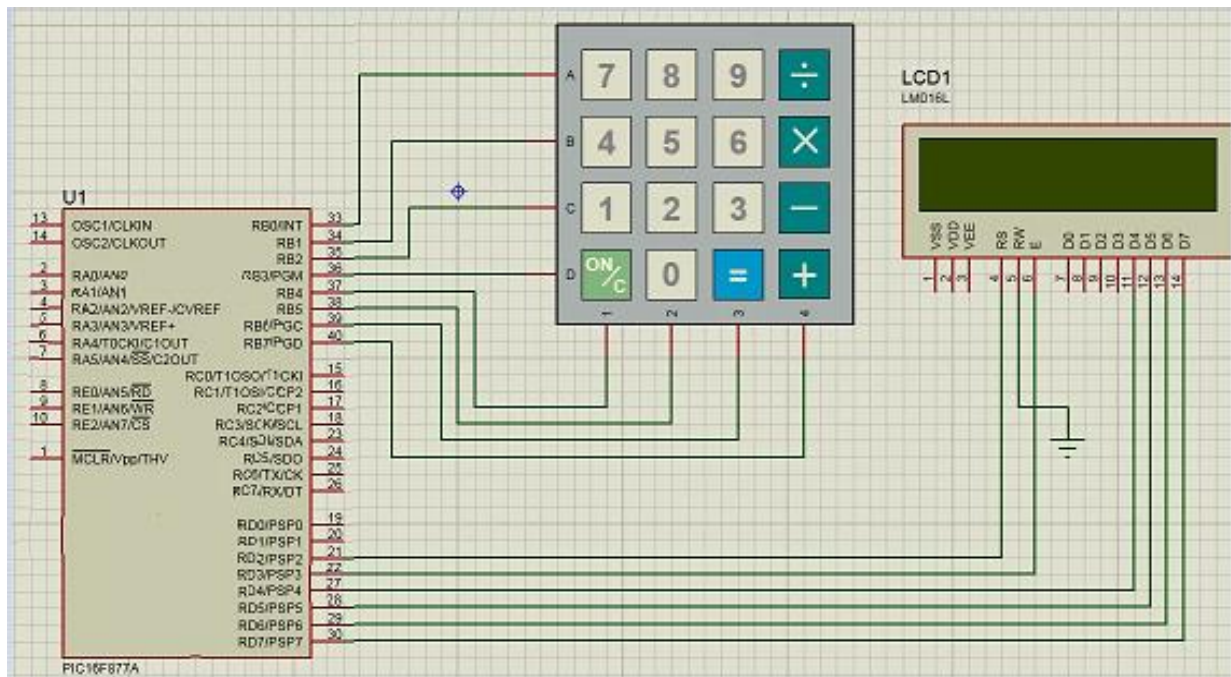 U1
13 OSC1/CLKIN
14 OSC2/CLKOUT
2 RA0/AN0
3 RA1/AN1
4 RA2/AN2/VREF-/CVREF
5 RA3/AN3/VREF+
6 RA4/T0CKI/C1OUT
7 RA5/AN4/SS/C2OUT
8 RE0/AN5/RD
9 RE1/AN6/WR
10 RE2/AN7/CS
1 MCLR/Vpp/THV
RB0/INT 33
RB1 34
RB2 35
RB3/PGM 36
RB4 37
RB5 38
RB6/PGC 39
RB7/PGD 40
RC0/T1OSO/T1CKI 15
RC1/T1OSI/CCP2 16
RC2/CCP1 17
RC3/SCK/SCL 18
RC4/SDI/SDA 23
RC5/SDO 24
RC6/TX/CK 25
RC7/RX/DT 26
RD0/PSP0 19
RD1/PSP1 20
RD2/PSP2 21
RD3/PSP3 22
RD4/PSP4 27
RD5/PSP5 28
RD6/PSP6 29
RD7/PSP7 30
PIC16F877A
A 7 8 9 ÷
B 4 5 6 ×
C 1 2 3 −
D ON/C 0 = +
1 2 3 4
LCD1
LM016L
VSS VDD VEE RS RW E D0 D1 D2 D3 D4 D5 D6 D7
1 2 3 4 5 6 7 8 9 10 11 12 13 14